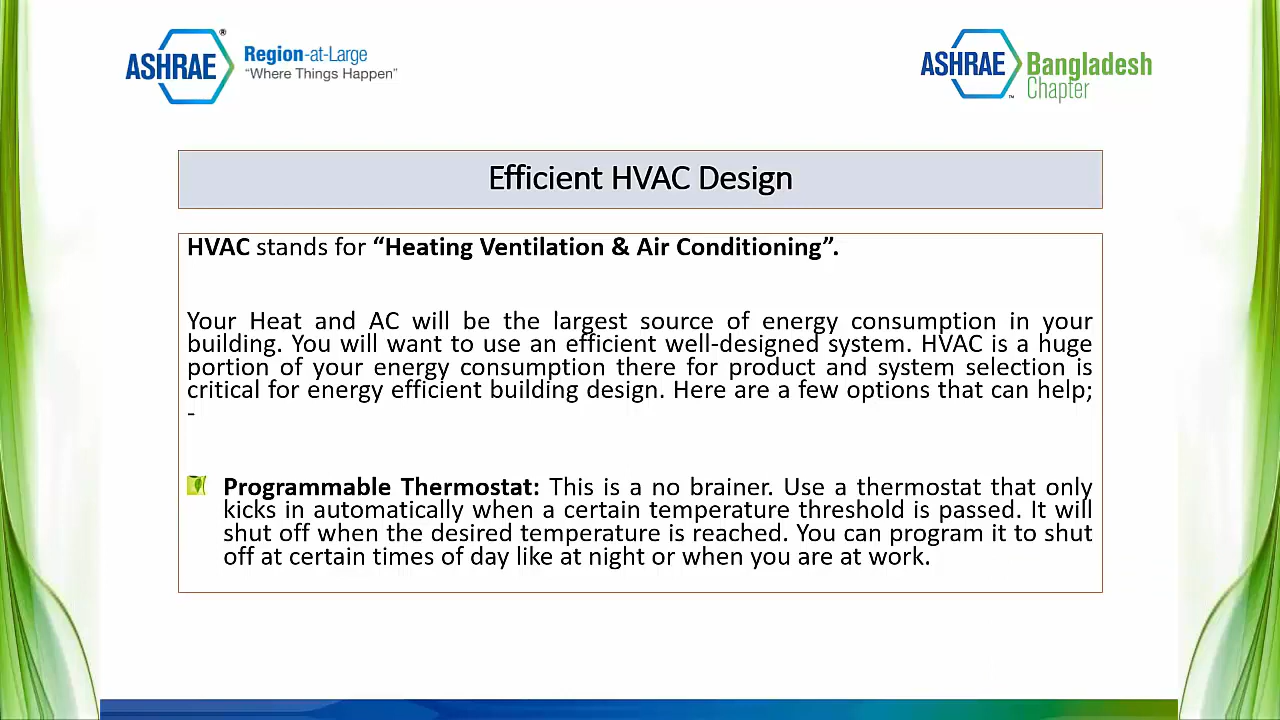 ASHRAE®
Region-at-Large
“Where Things Happen”
ASHRAE™
Bangladesh
Chapter
Efficient HVAC Design
HVAC stands for “Heating Ventilation & Air Conditioning”.
Your Heat and AC will be the largest source of energy consumption in your
building. You will want to use an efficient well-designed system. HVAC is a huge
portion of your energy consumption there for product and system selection is
critical for energy efficient building design. Here are a few options that can help;
-
Programmable Thermostat: This is a no brainer. Use a thermostat that only
kicks in automatically when a certain temperature threshold is passed. It will
shut off when the desired temperature is reached. You can program it to shut
off at certain times of day like at night or when you are at work.